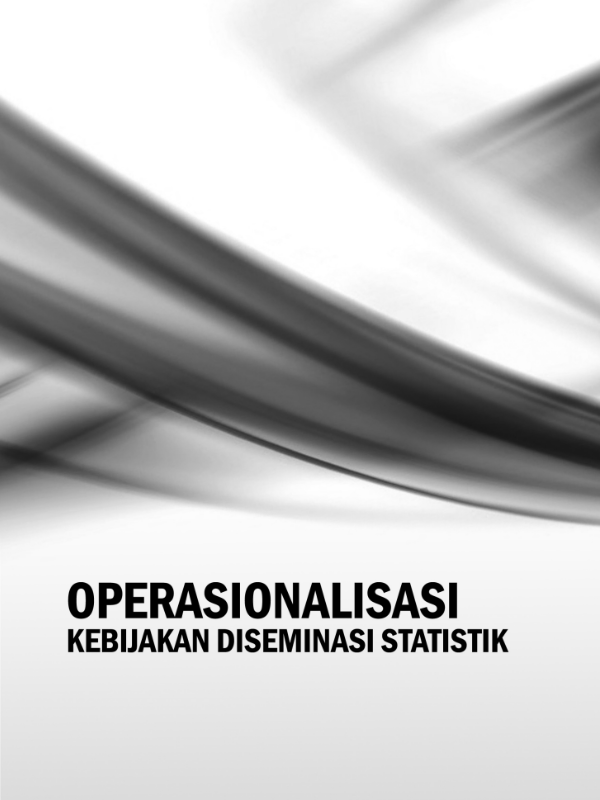 OPERASIONALISASI
KEBIJAKAN DISEMINASI STATISTIK